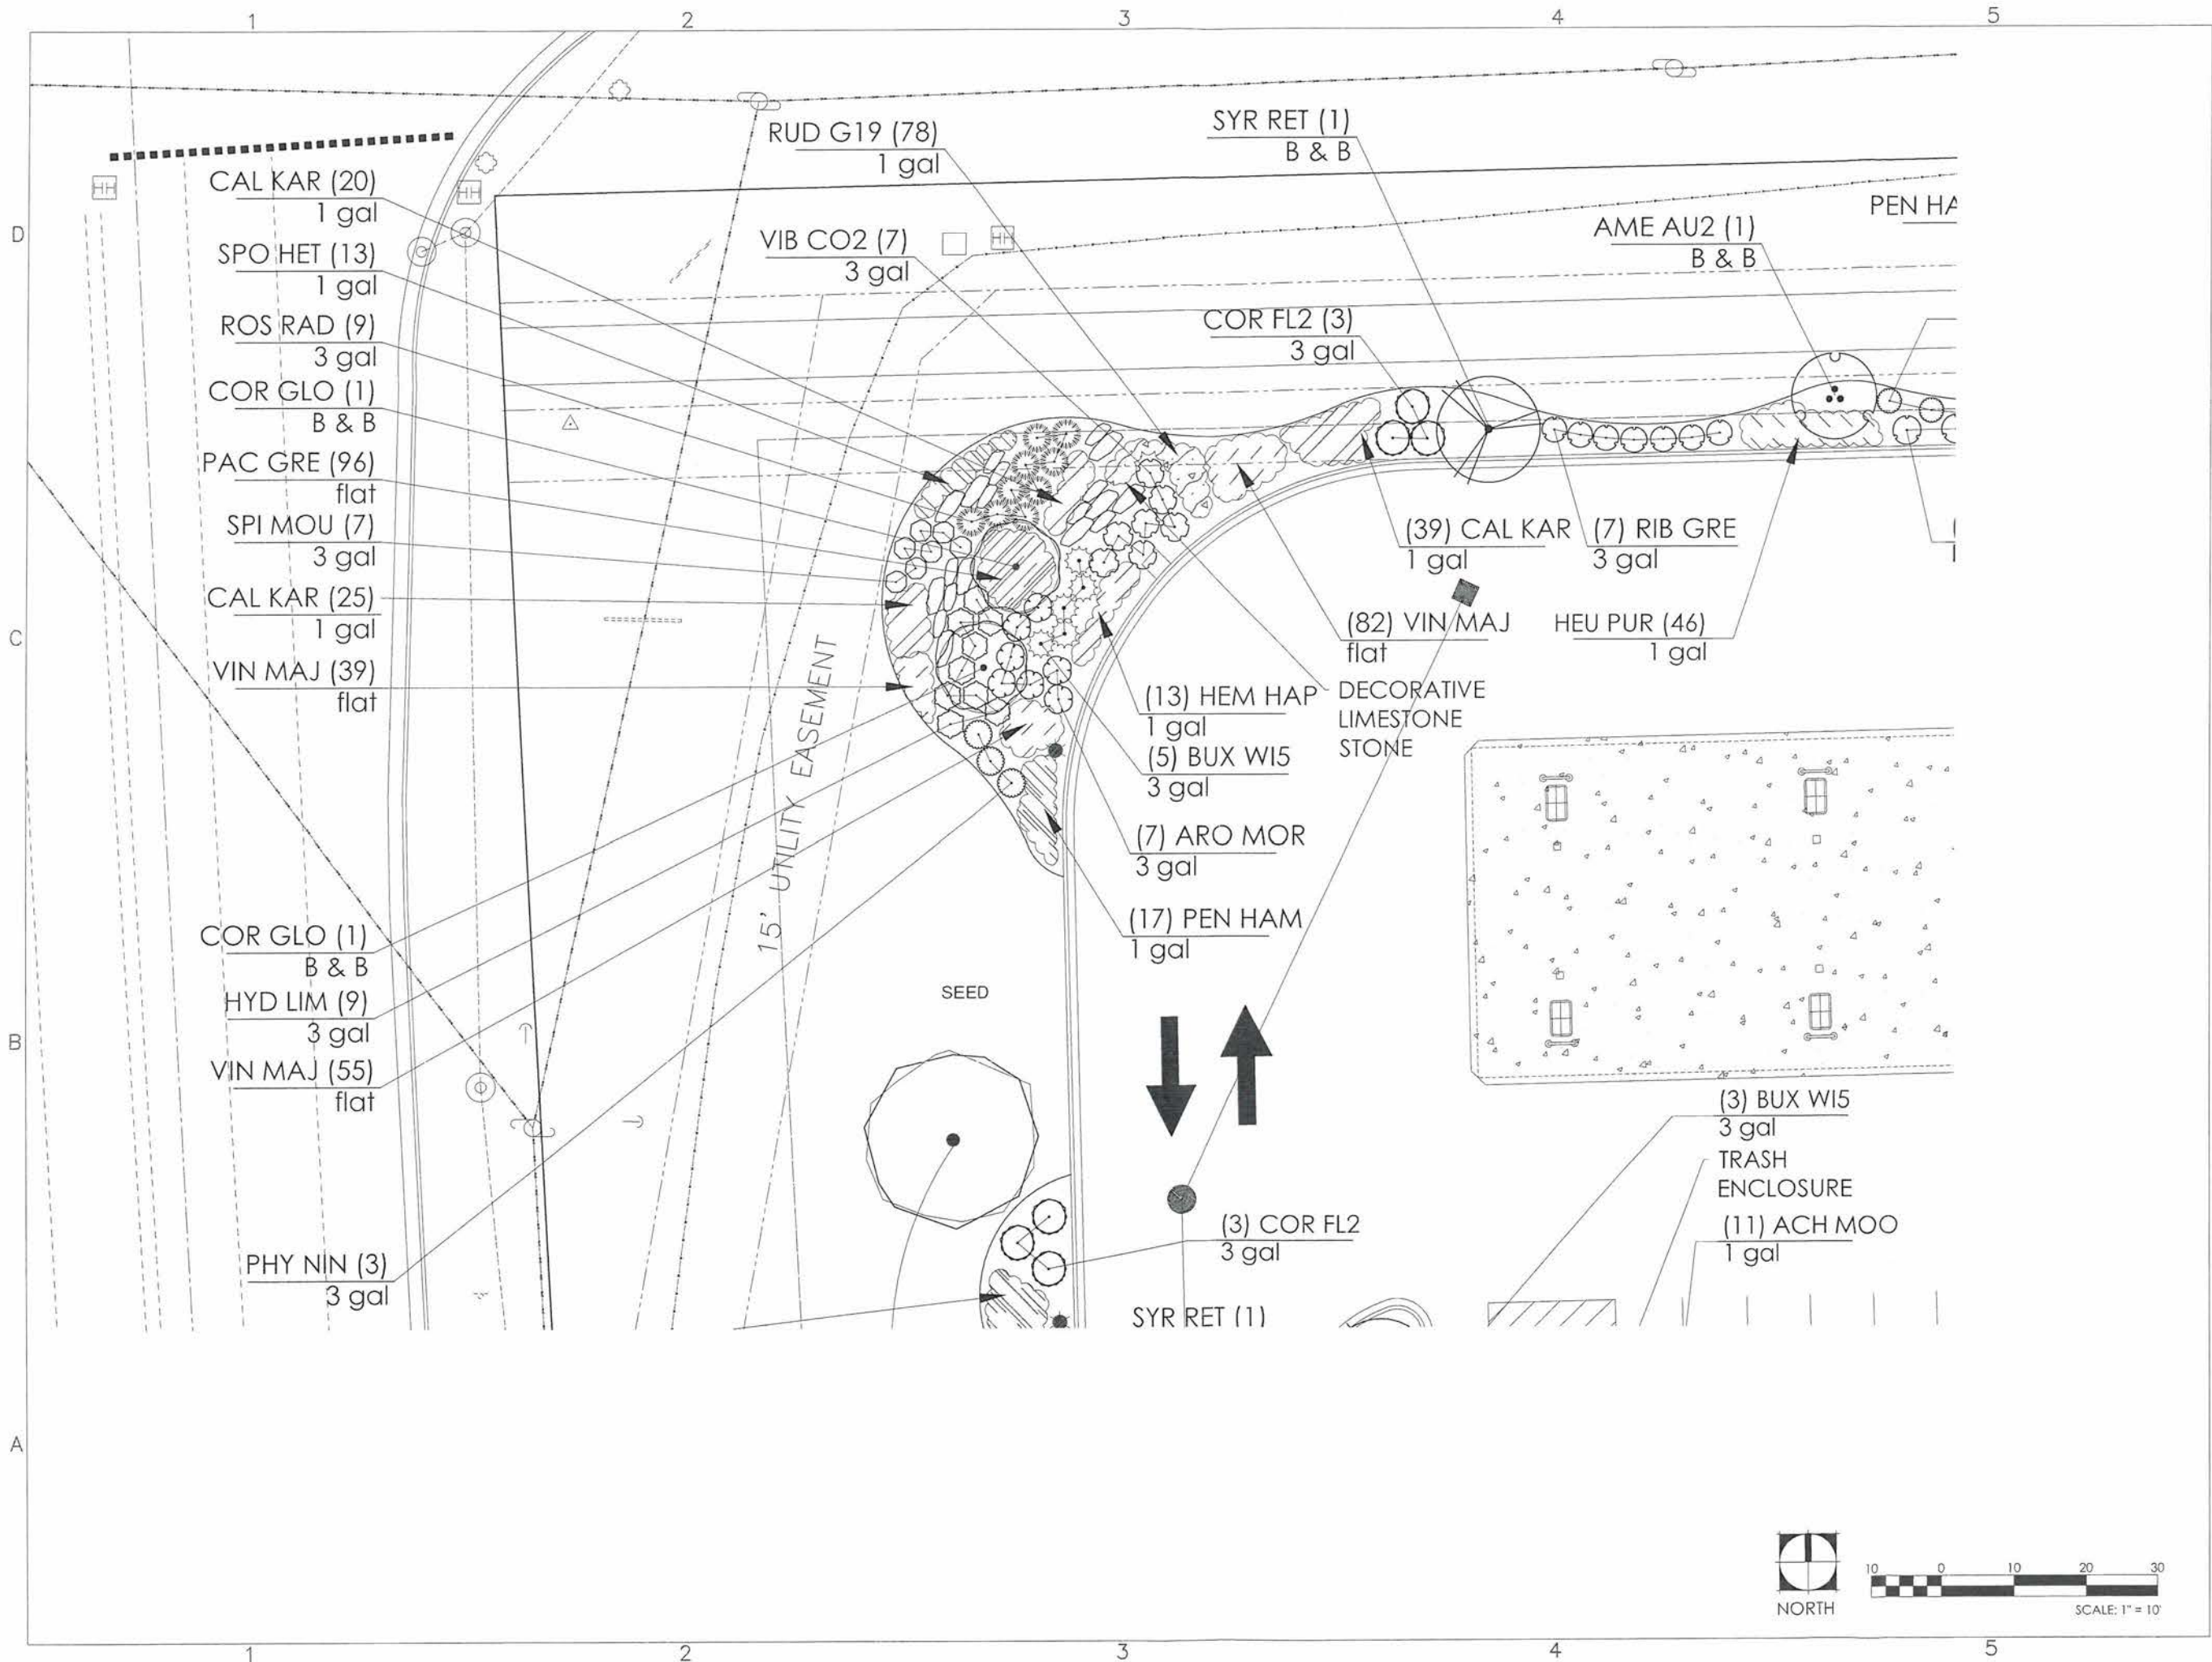 1
2
3
4
5
D
C
B
A
CAL KAR (20)
1 gal
SPO HET (13)
1 gal
ROS RAD (9)
3 gal
COR GLO (1)
B & B
PAC GRE (96)
flat
SPI MOU (7)
3 gal
CAL KAR (25)
1 gal
VIN MAJ (39)
flat
COR GLO (1)
B & B
HYD LIM (9)
3 gal
VIN MAJ (55)
flat
PHY NIN (3)
3 gal
HH
HH
HH
RUD G19 (78)
1 gal
VIB CO2 (7)
3 gal
SYR RET (1)
B & B
COR FL2 (3)
3 gal
AME AU2 (1)
B & B
PEN HA
(39) CAL KAR
1 gal
(7) RIB GRE
3 gal
(82) VIN MAJ
flat
HEU PUR (46)
1 gal
(13) HEM HAP
1 gal
DECORATIVE
LIMESTONE
STONE
(5) BUX WI5
3 gal
(7) ARO MOR
3 gal
(17) PEN HAM
1 gal
15' UTILITY EASEMENT
SEED
(3) COR FL2
3 gal
SYR RET (1)
(3) BUX WI5
3 gal
TRASH
ENCLOSURE
(11) ACH MOO
1 gal
NORTH
10 0 10 20 30
SCALE: 1" = 10'
1
2
3
4
5